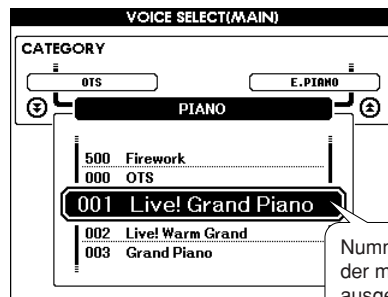 VOICE SELECT(MAIN)
CATEGORY
OTS
E.PIANO
PIANO
500 Firework
000 OTS
001 Live! Grand Piano
002 Live! Warm Grand
003 Grand Piano
der